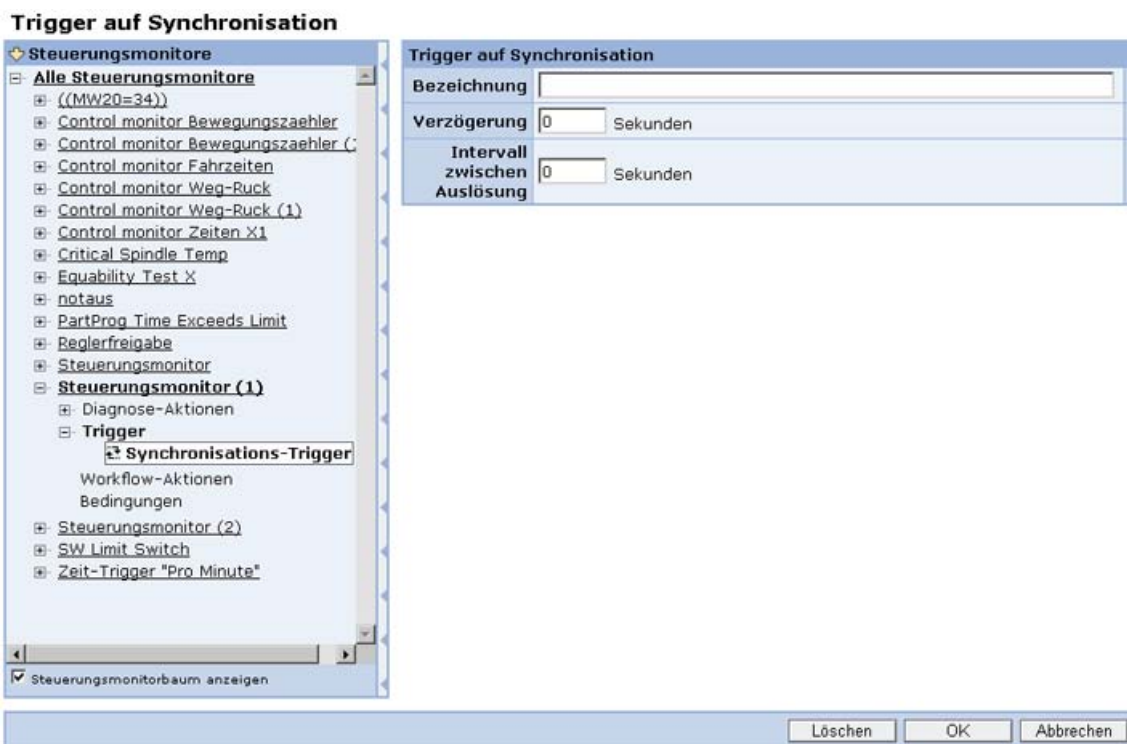 Trigger auf Synchronisation
Steuerungsmonitore
Alle Steuerungsmonitore
((MW20=34))
Control monitor Bewegungszaehler
Control monitor Bewegungszaehler (
Control monitor Fahrzeiten
Control monitor Weg-Ruck
Control monitor Weg-Ruck (1)
Control monitor Zeiten X1
Critical Spindle Temp
Equability Test X
notaus
PartProg Time Exceeds Limit
Reglerfreigabe
Steuerungsmonitor
Steuerungsmonitor (1)
Diagnose-Aktionen
Trigger
Synchronisations-Trigger
Workflow-Aktionen
Bedingungen
Steuerungsmonitor (2)
SW Limit Switch
Zeit-Trigger "Pro Minute"
Steuerungsmonitorbaum anzeigen
Trigger auf Synchronisation
Bezeichnung
Verzögerung 0 Sekunden
Intervall
zwischen 0 Sekunden
Auslösung
Löschen OK Abbrechen